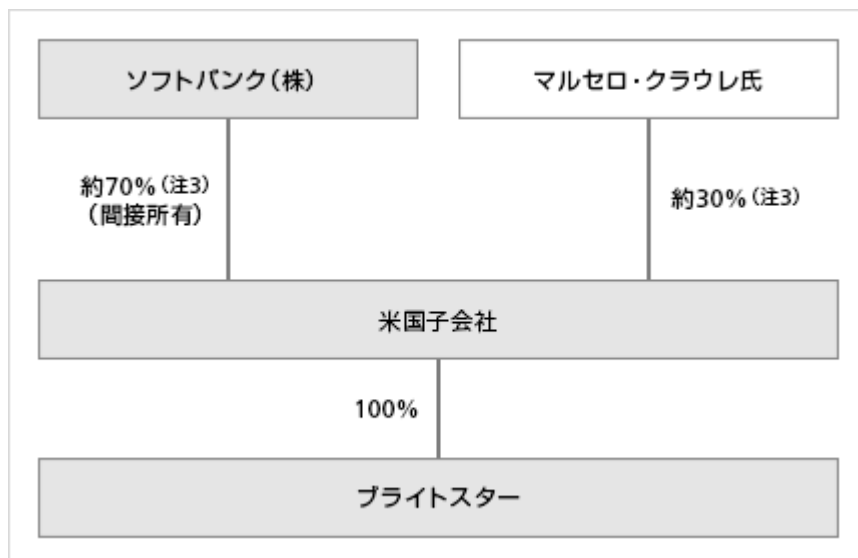 ソフトバンク(株)
マルセロ・クラウレ氏
約70%(注3)
(間接所有)
約30%(注3)
米国子会社
100%
ブライトスター